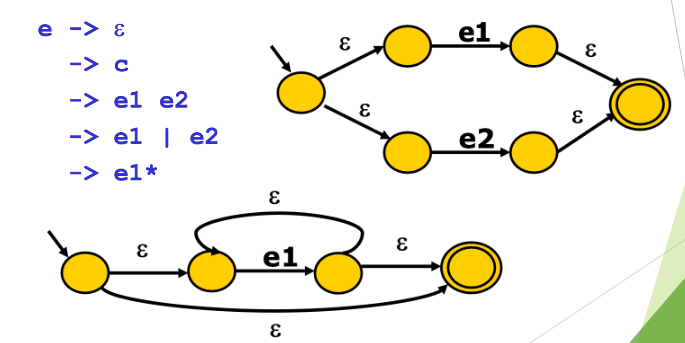 e -> ε
-> c
-> e1 e2
-> e1 | e2
-> e1*
ε e1 ε
ε e2 ε
ε
ε e1 ε
ε